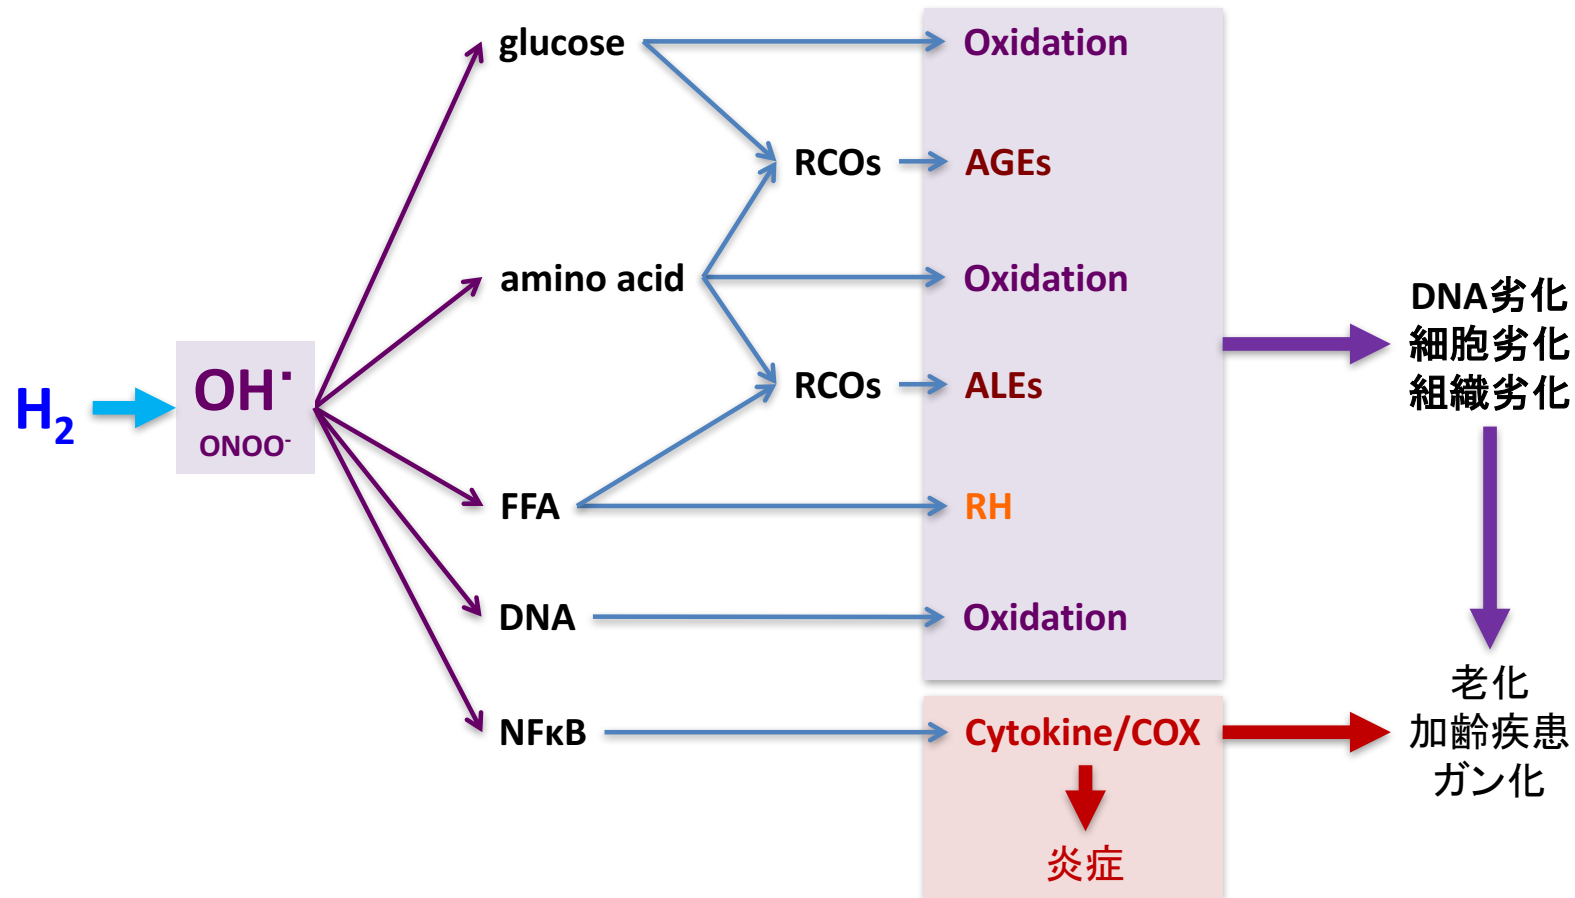 glucose
Oxidation
RCOs
AGEs
amino acid
Oxidation
DNA劣化
細胞劣化
組織劣化
H₂
OH·
ONOO⁻
RCOs
ALEs
FFA
RH
DNA
Oxidation
NFκB
Cytokine/COX
炎症
老化
加齢疾患
ガン化